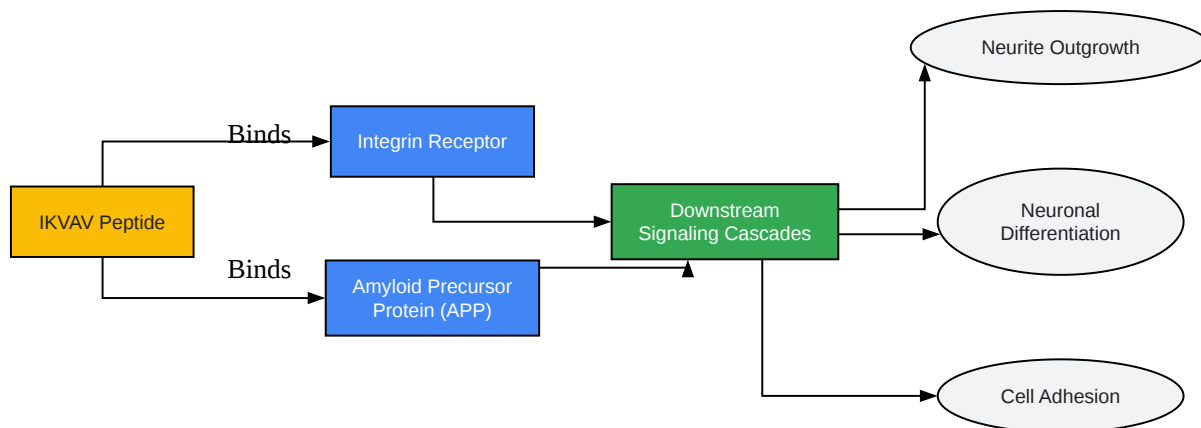 Neurite Outgrowth
Binds
Integrin Receptor
IKVAV Peptide
Downstream
Signaling Cascades
Neuronal
Differentiation
Binds
Amyloid Precursor
Protein (APP)
Cell Adhesion